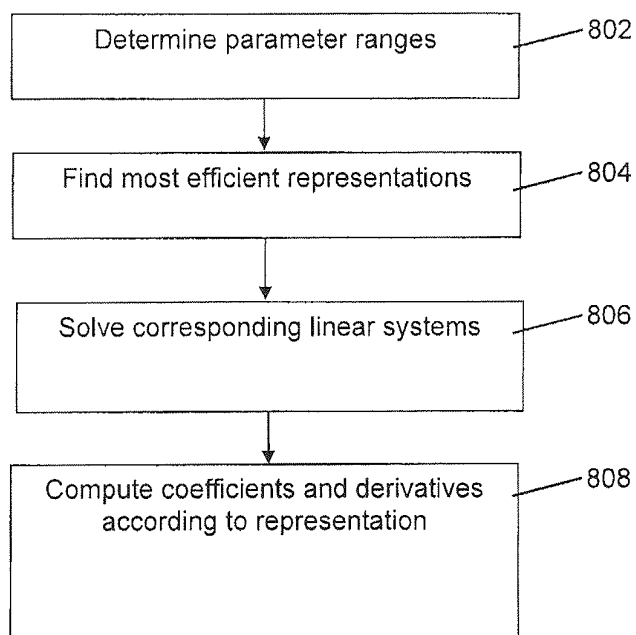 Determine parameter ranges
802
Find most efficient representations
804
Solve corresponding linear systems
806
Compute coefficients and derivatives
according to representation
808